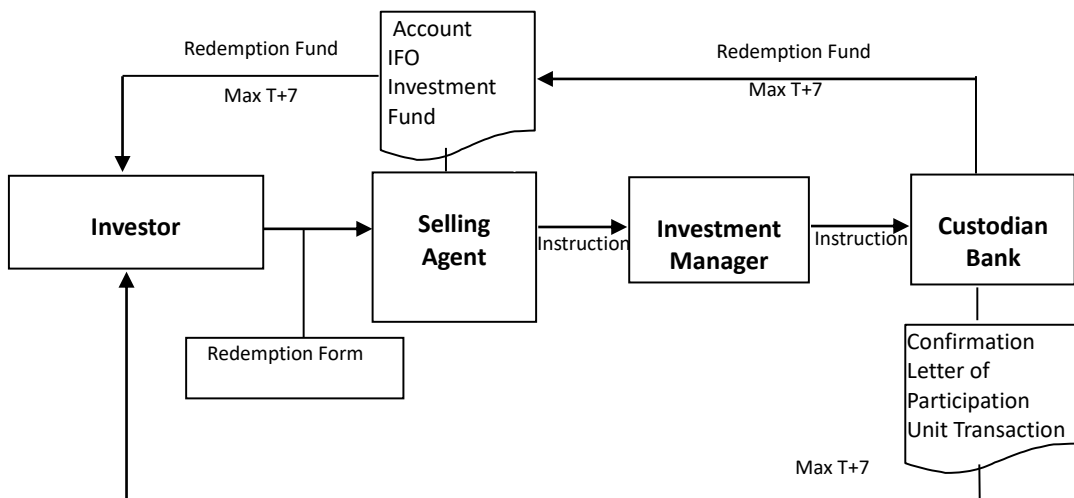 Account
IFO
Investment
Fund
Redemption Fund
Max T+7
Redemption Fund
Max T+7
Investor
Selling
Agent
Instruction
Investment
Manager
Instruction
Custodian
Bank
Redemption Form
Confirmation
Letter of
Participation
Unit Transaction
Max T+7